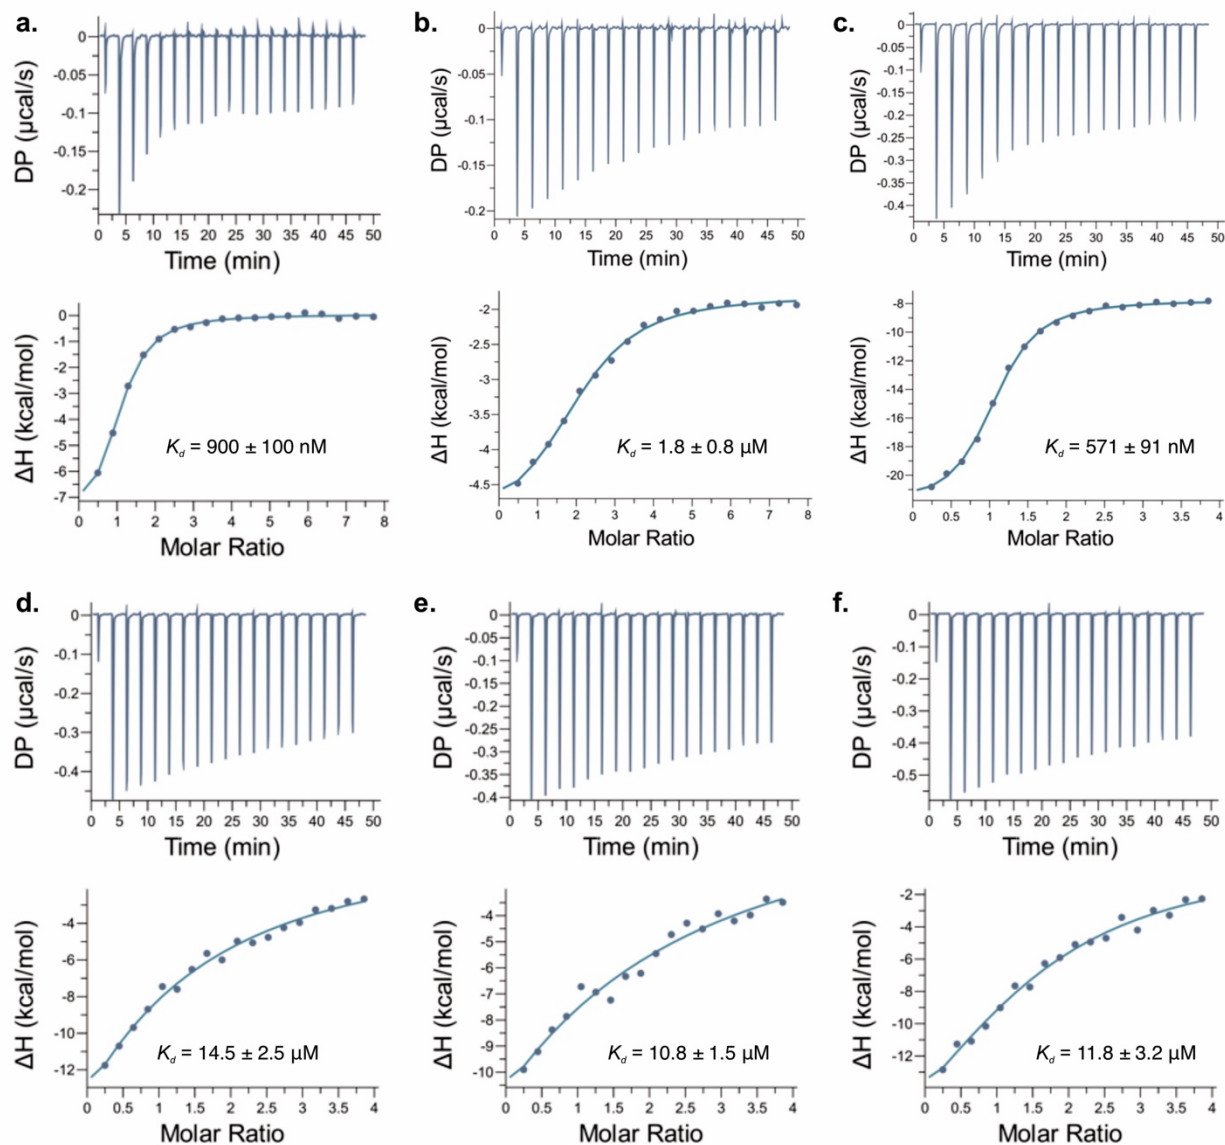 a.
DP (µcal/s)
0
-0.05
-0.1
-0.15
-0.2
0 5 10 15 20 25 30 35 40 45 50
Time (min)
ΔH (kcal/mol)
0
-1
-2
-3
-4
-5
-6
-7
K_d = 900 ± 100 nM
0 1 2 3 4 5 6 7 8
Molar Ratio
b.
DP (µcal/s)
0
-0.05
-0.1
-0.15
-0.2
0 5 10 15 20 25 30 35 40 45 50
Time (min)
ΔH (kcal/mol)
-2
-2.5
-3
-3.5
-4
-4.5
K_d = 1.8 ± 0.8 µM
0 1 2 3 4 5 6 7 8
Molar Ratio
c.
DP (µcal/s)
0
-0.05
-0.1
-0.15
-0.2
-0.25
-0.3
-0.35
-0.4
0 5 10 15 20 25 30 35 40 45 50
Time (min)
ΔH (kcal/mol)
-8
-10
-12
-14
-16
-18
-20
K_d = 571 ± 91 nM
0 0.5 1 1.5 2 2.5 3 3.5 4
Molar Ratio
d.
DP (µcal/s)
0
-0.1
-0.2
-0.3
-0.4
0 5 10 15 20 25 30 35 40 45 50
Time (min)
ΔH (kcal/mol)
-4
-6
-8
-10
-12
K_d = 14.5 ± 2.5 µM
0 0.5 1 1.5 2 2.5 3 3.5 4
Molar Ratio
e.
DP (µcal/s)
0
-0.05
-0.1
-0.15
-0.2
-0.25
-0.3
-0.35
-0.4
0 5 10 15 20 25 30 35 40 45 50
Time (min)
ΔH (kcal/mol)
-4
-5
-6
-7
-8
-9
-10
K_d = 10.8 ± 1.5 µM
0 0.5 1 1.5 2 2.5 3 3.5 4
Molar Ratio
f.
DP (µcal/s)
0
-0.1
-0.2
-0.3
-0.4
-0.5
0 5 10 15 20 25 30 35 40 45 50
Time (min)
ΔH (kcal/mol)
-2
-4
-6
-8
-10
-12
K_d = 11.8 ± 3.2 µM
0 0.5 1 1.5 2 2.5 3 3.5 4
Molar Ratio